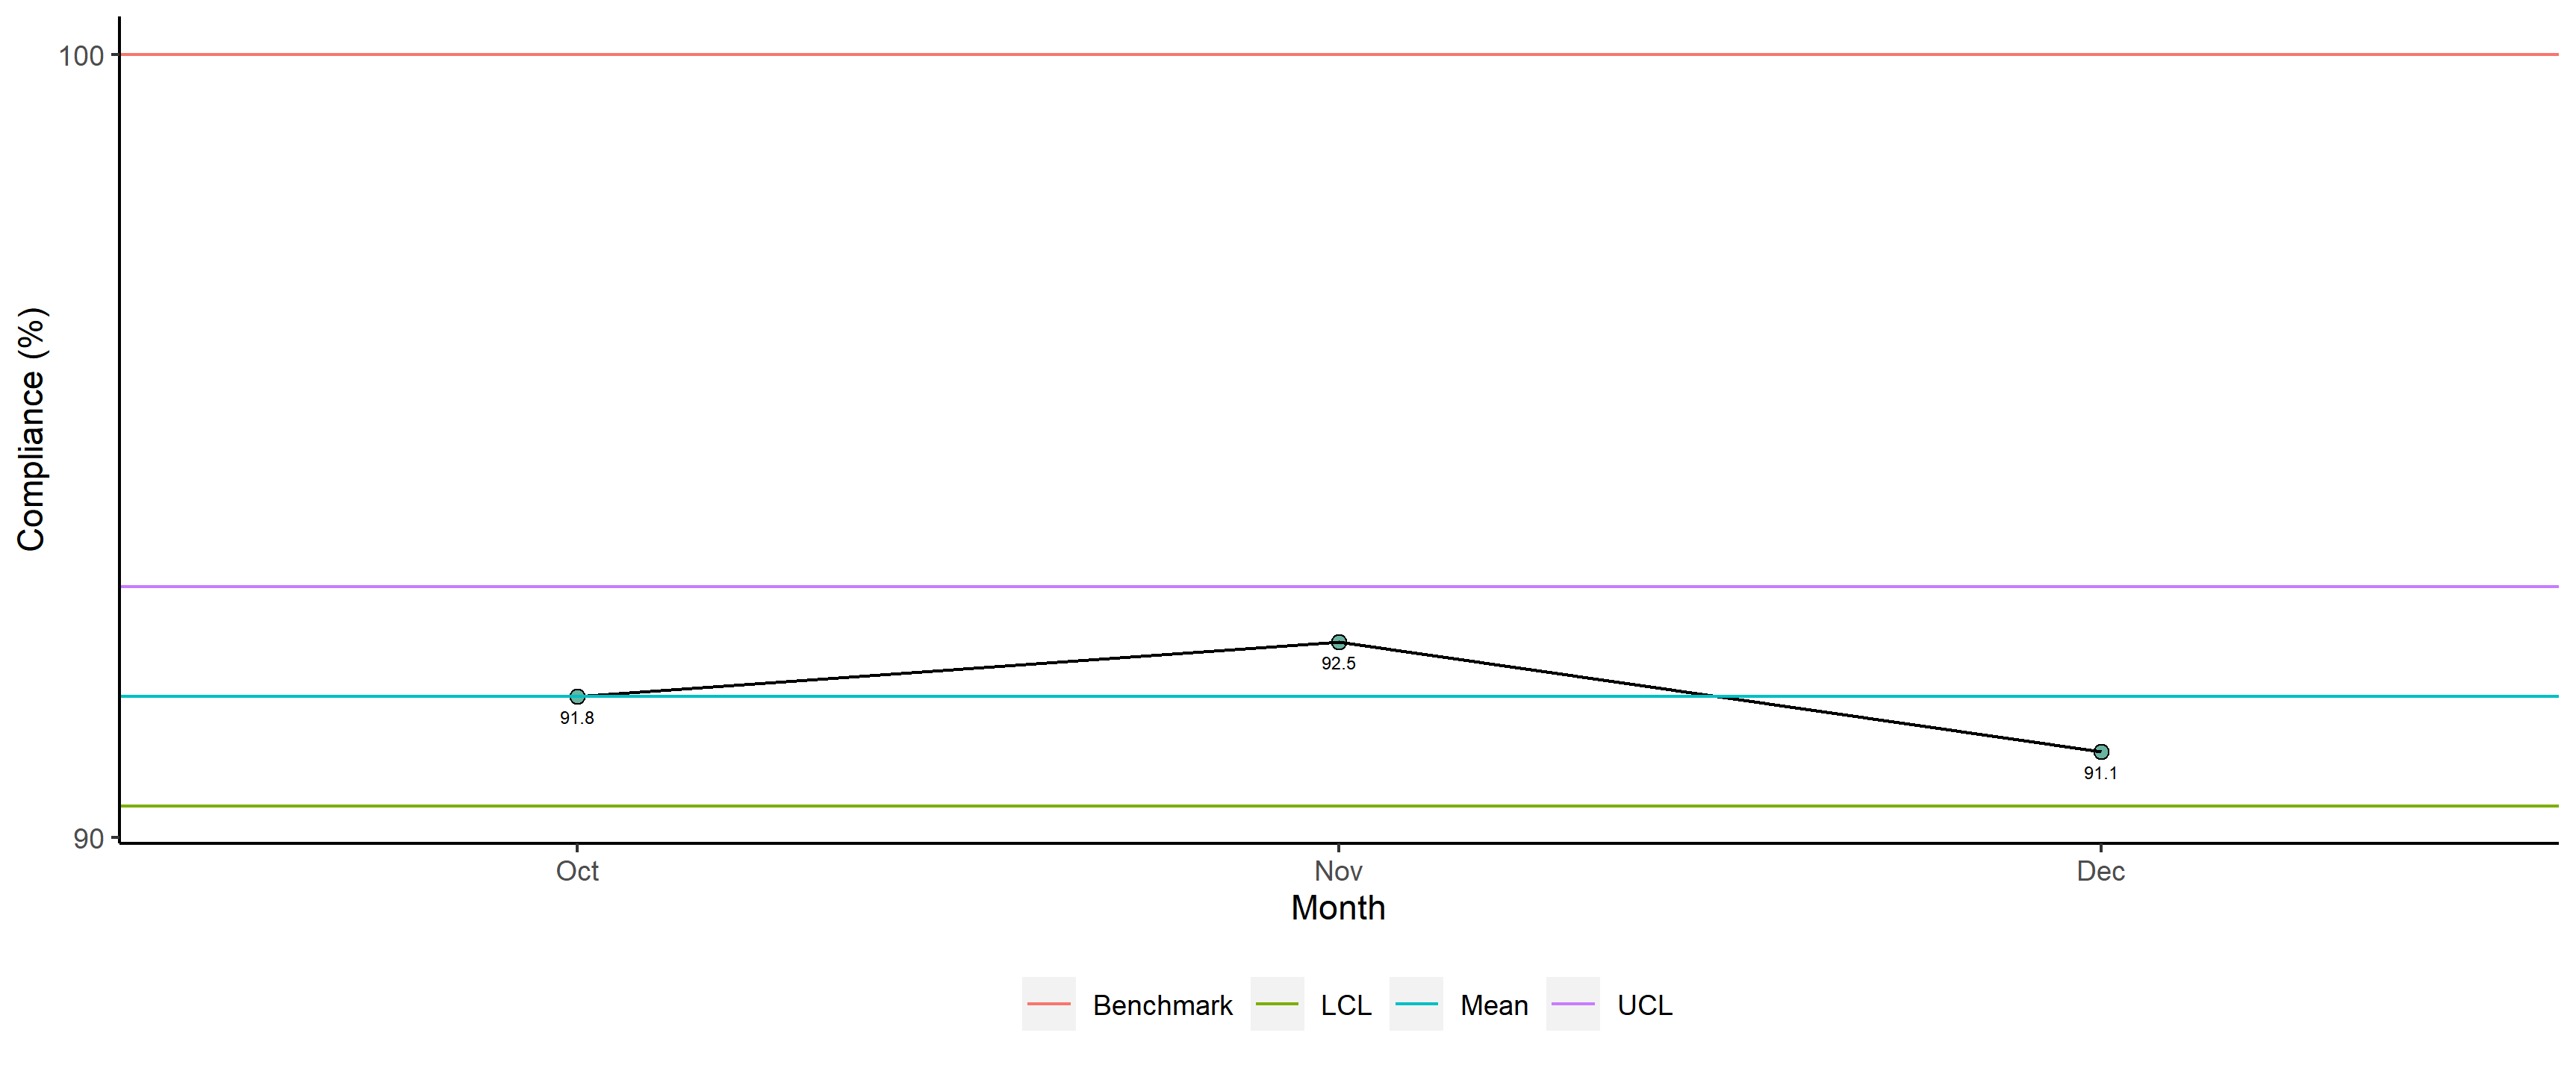 100
Compliance (%)
92.5
91.8
91.1
90
Oct Nov Dec
Month
Benchmark LCL Mean UCL